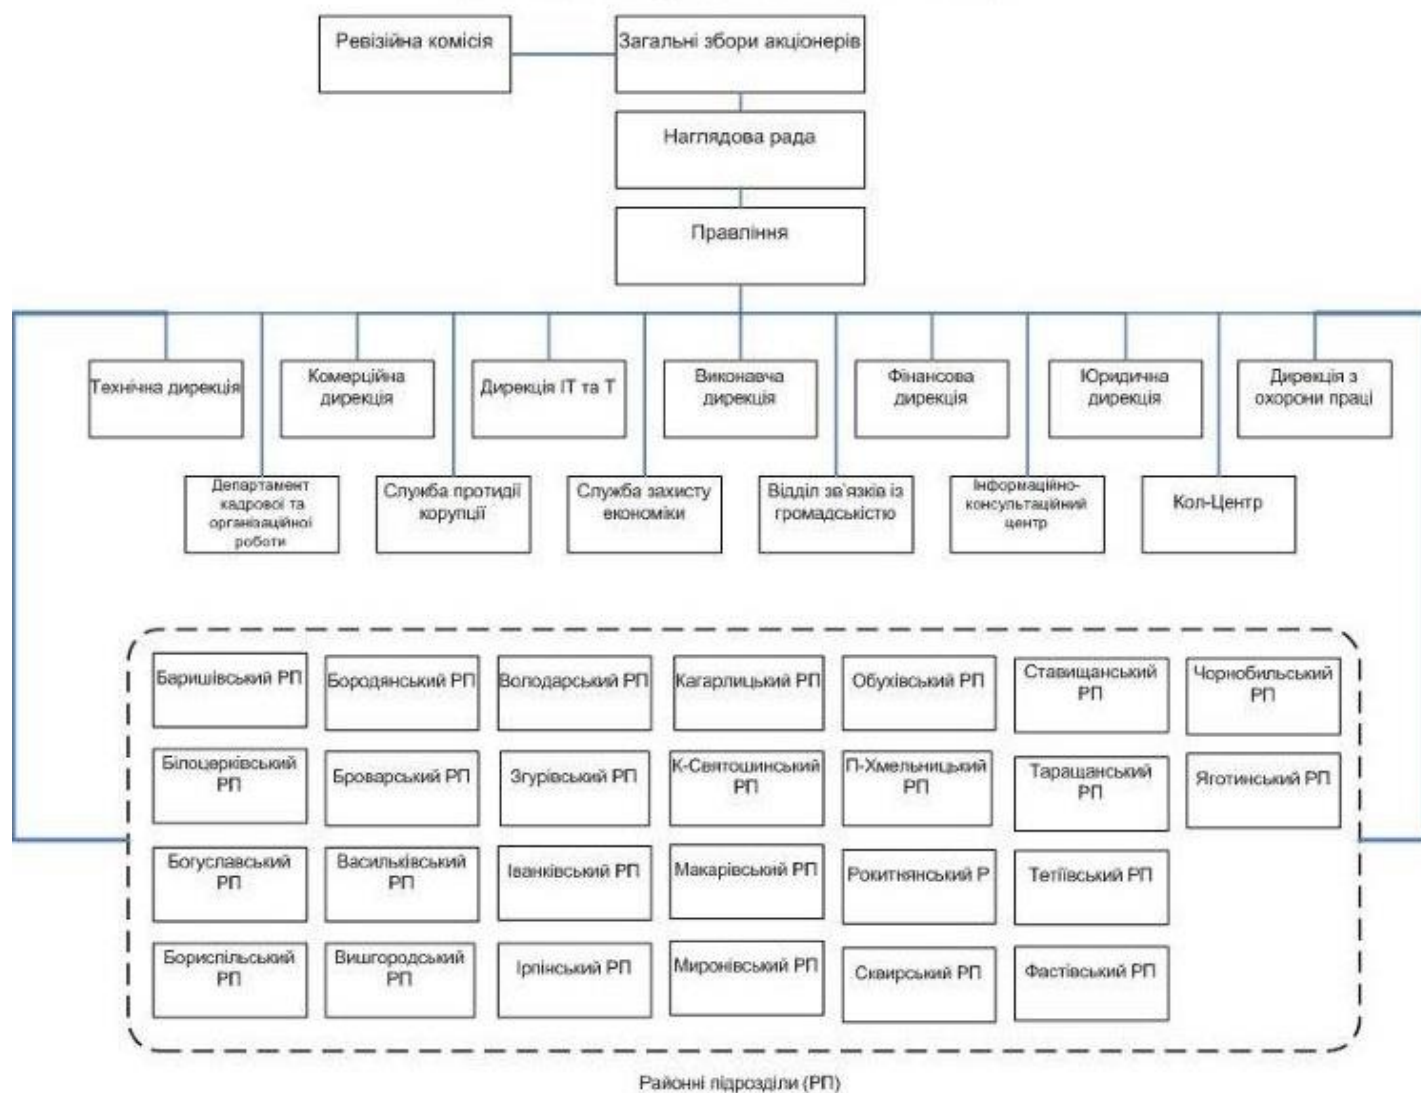 Ревізійна комісія
Загальні збори акціонерів
Наглядова рада
Правління
Технічна дирекція
Комерційна
дирекція
Дирекція ІТ та Т
Виконавча
дирекція
Фінансова
дирекція
Юридична
дирекція
Дирекція з
охорони праці
Департамент
кадрової та
організаційної
роботи
Служба протидії
корупції
Служба захисту
економіки
Відділ зв`язків із
громадськістю
Інформаційно-
консультаційний
центр
Кол-Центр
Баришівський РП
Бородянський РП
Володарський РП
Кагарлицький РП
Обухівський РП
Ставищанський
РП
Чорнобильський
РП
Білоцерківський
РП
Броварський РП
Згурівський РП
К-Святошинський
РП
П-Хмельницький
РП
Таращанський
РП
Яготинський РП
Богуславський
РП
Васильківський
РП
Іванківський РП
Макарівський РП
Рокитнянський Р
Тетіївський РП
Бориспільський
РП
Вишгородський
РП
Ірпінський РП
Миронівський РП
Сквирський РП
Фастівський РП
Районні підрозділи (РП)